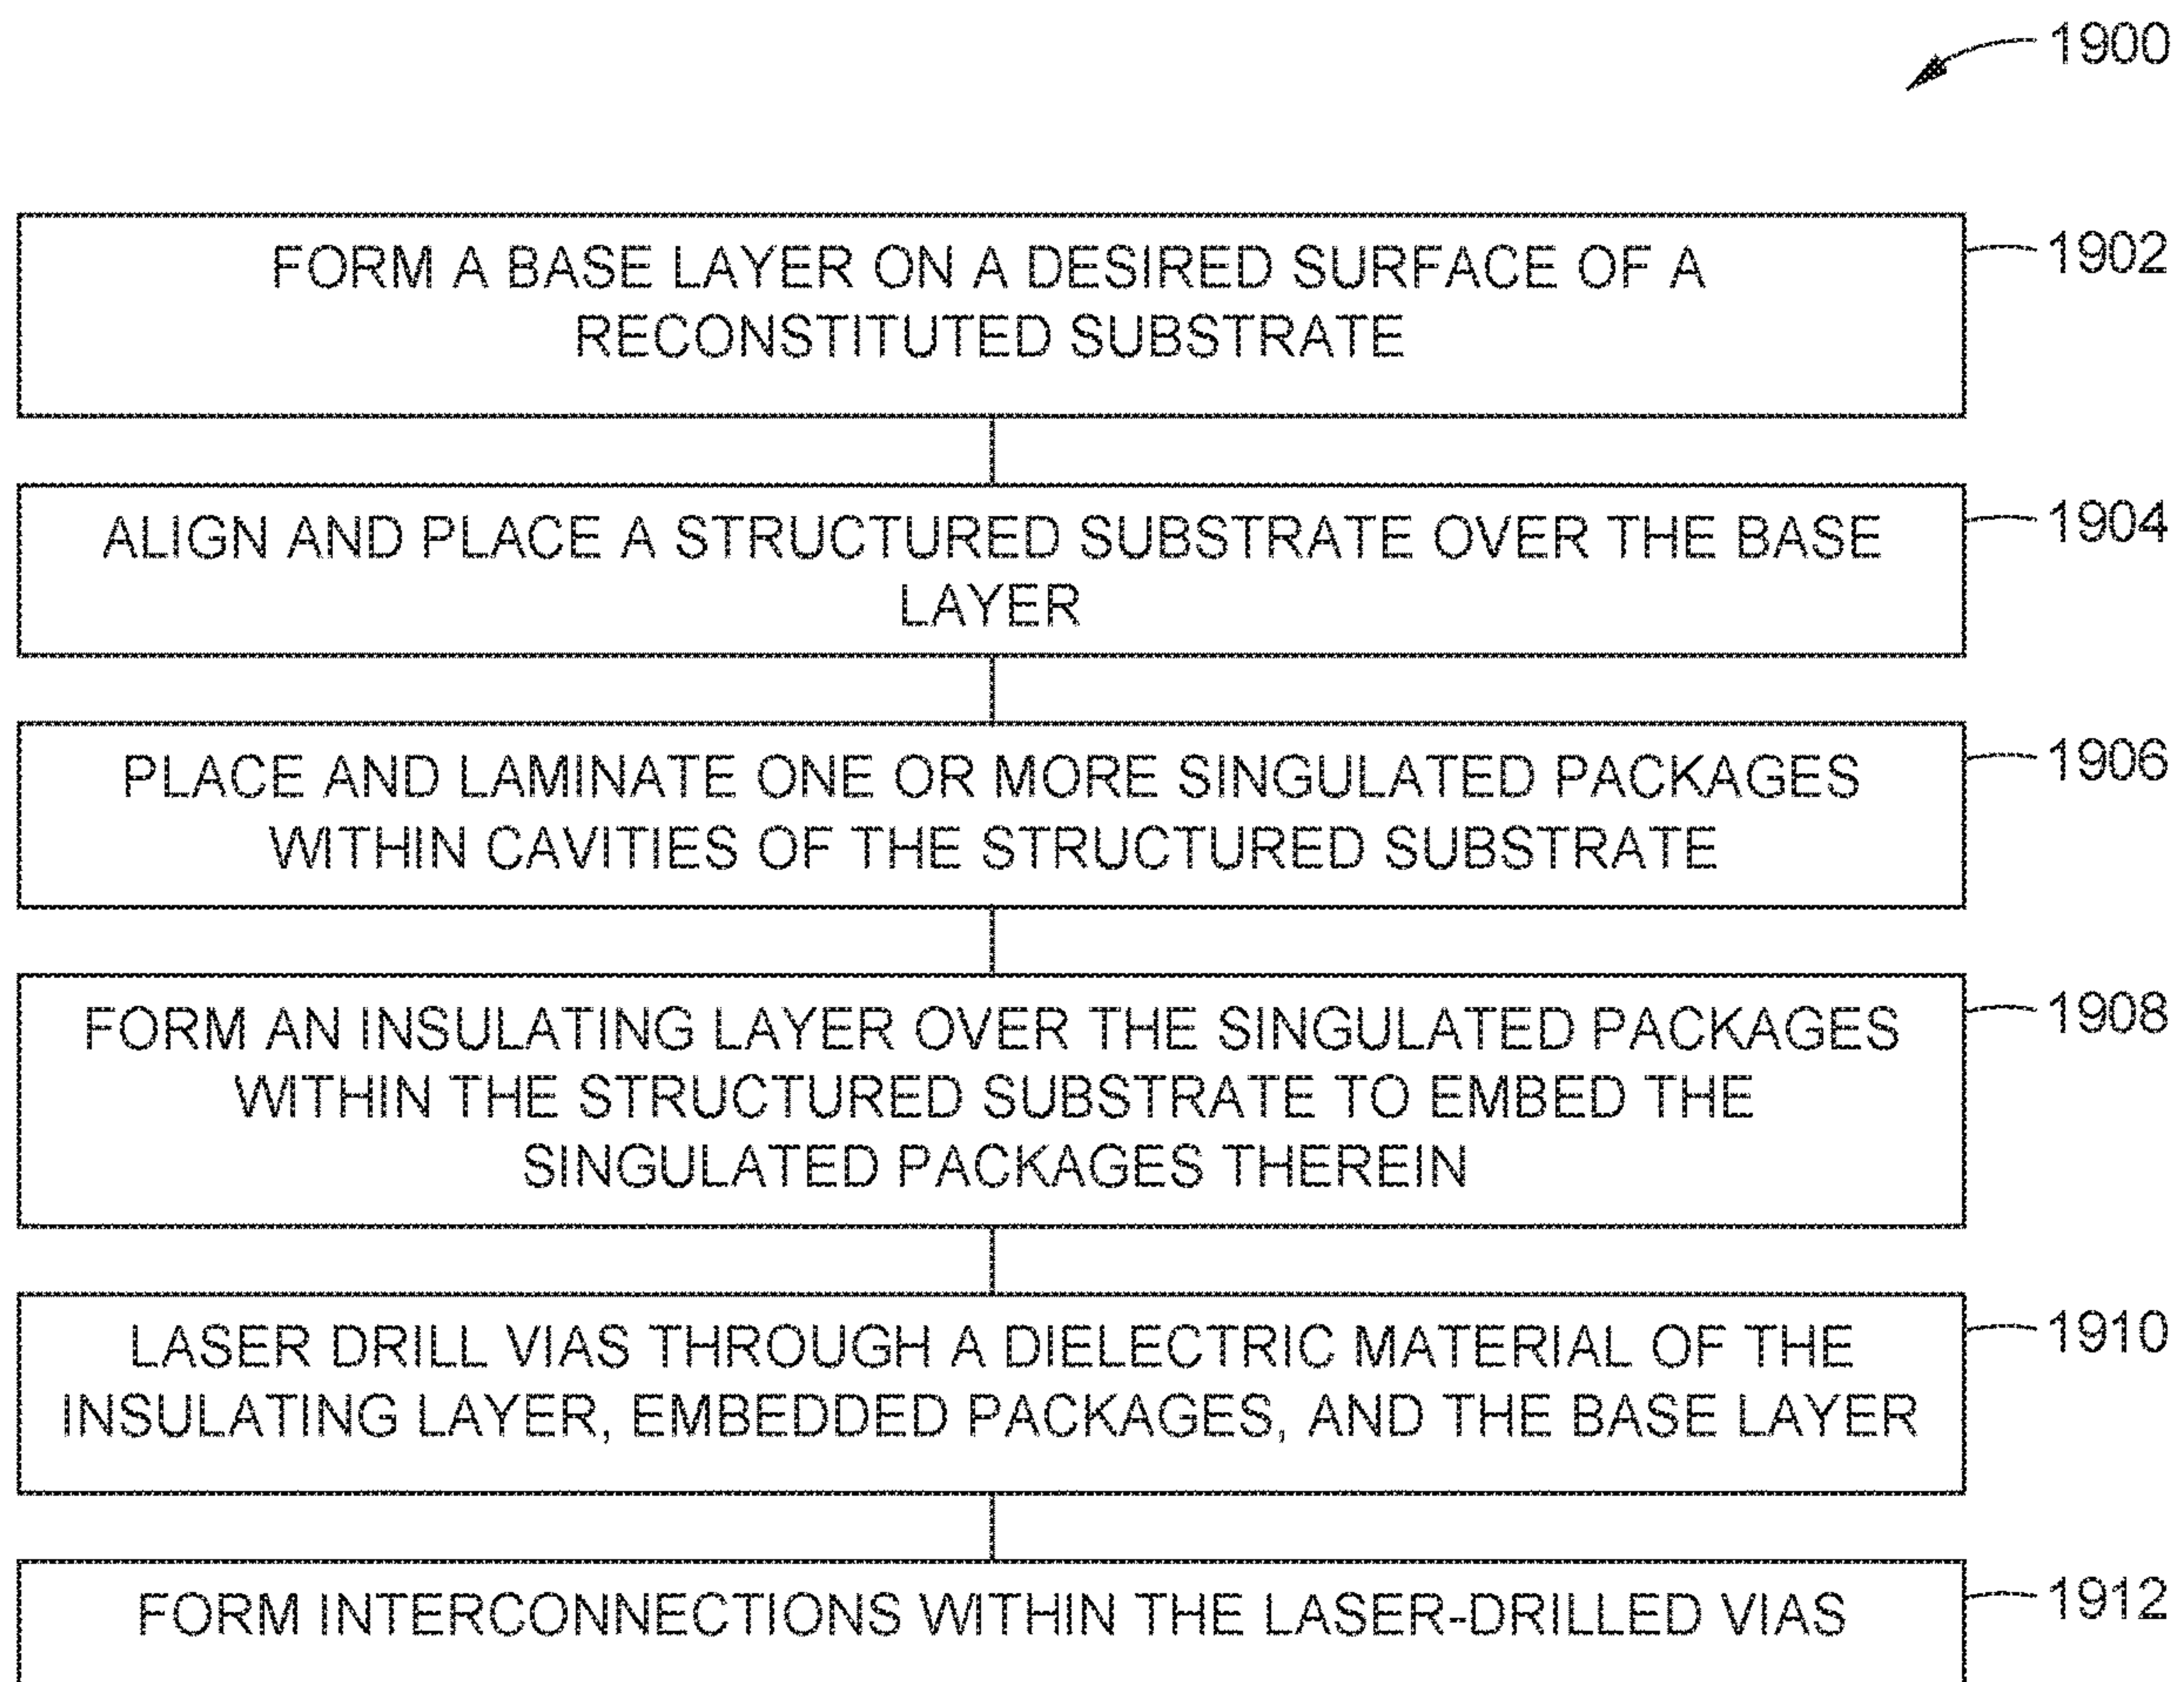 1900
FORM A BASE LAYER ON A DESIRED SURFACE OF A
RECONSTITUTED SUBSTRATE
1902
ALIGN AND PLACE A STRUCTURED SUBSTRATE OVER THE BASE
LAYER
1904
PLACE AND LAMINATE ONE OR MORE SINGULATED PACKAGES
WITHIN CAVITIES OF THE STRUCTURED SUBSTRATE
1906
FORM AN INSULATING LAYER OVER THE SINGULATED PACKAGES
WITHIN THE STRUCTURED SUBSTRATE TO EMBED THE
SINGULATED PACKAGES THEREIN
1908
LASER DRILL VIAS THROUGH A DIELECTRIC MATERIAL OF THE
INSULATING LAYER, EMBEDDED PACKAGES, AND THE BASE LAYER
1910
FORM INTERCONNECTIONS WITHIN THE LASER-DRILLED VIAS
1912